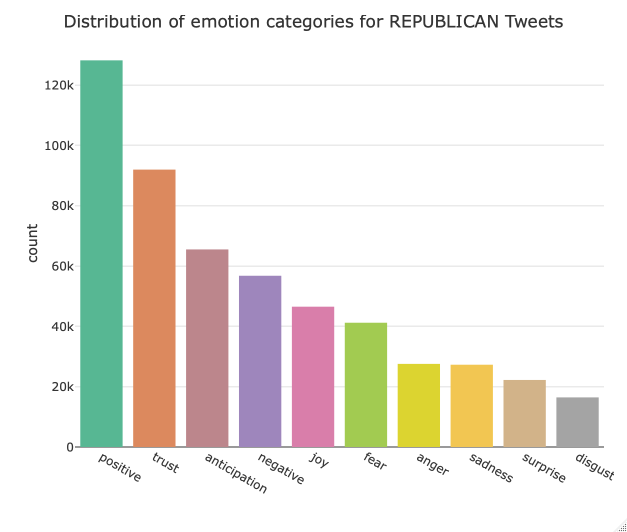 Distribution of emotion categories for REPUBLICAN Tweets
120k
100k
80k
60k
40k
20k
0
count
positive
trust
anticipation
negative
joy
fear
anger
sadness
surprise
disgust